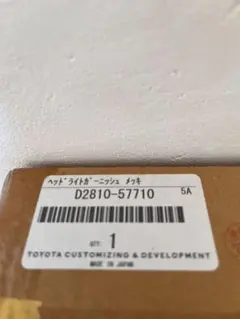 ﾍｯﾄﾞﾗｲﾄｶﾞｰﾆｯｼｭ ﾒｯｷ
D2810-57710 5A
QTY: 1
TOYOTA CUSTOMIZING & DEVELOPMENT
MADE IN JAPAN